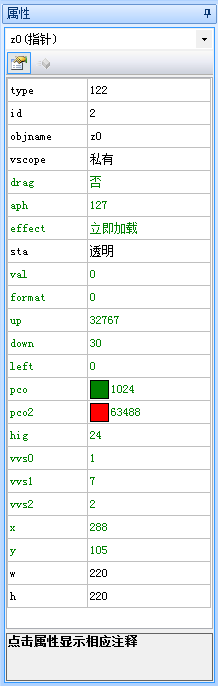 属性
z0(指针)
type 122
id 2
objname z0
vscope 私有
drag 否
aph 127
effect 立即加载
sta 透明
val 0
format 0
up 32767
down 30
left 0
pco 1024
pco2 63488
hig 24
vvs0 1
vvs1 7
vvs2 2
x 288
y 105
w 220
h 220
点击属性显示相应注释